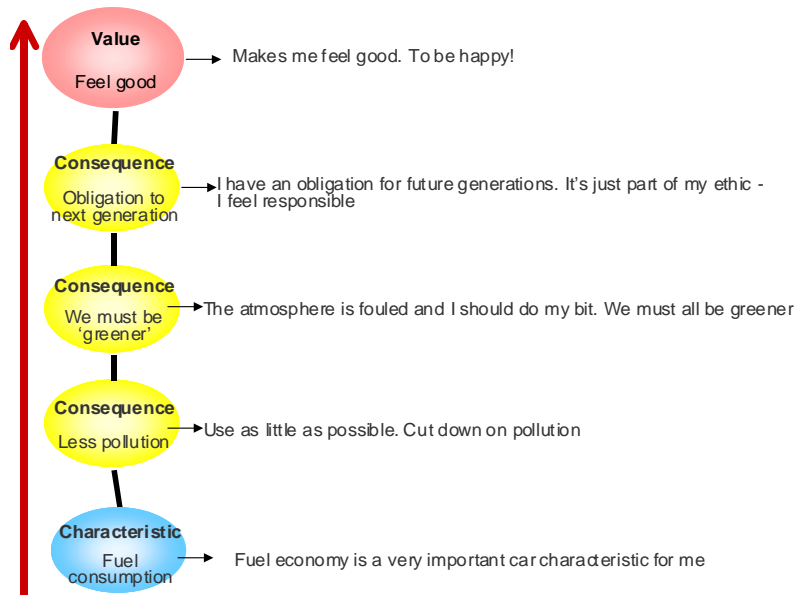 Value
Feel good
Makes me feel good. To be happy!
Consequence
Obligation to
next generation
I have an obligation for future generations. It’s just part of my ethic -
I feel responsible
Consequence
We must be
‘greener’
The atmosphere is fouled and I should do my bit. We must all be greener
Consequence
Less pollution
Use as little as possible. Cut down on pollution
Characteristic
Fuel
consumption
Fuel economy is a very important car characteristic for me